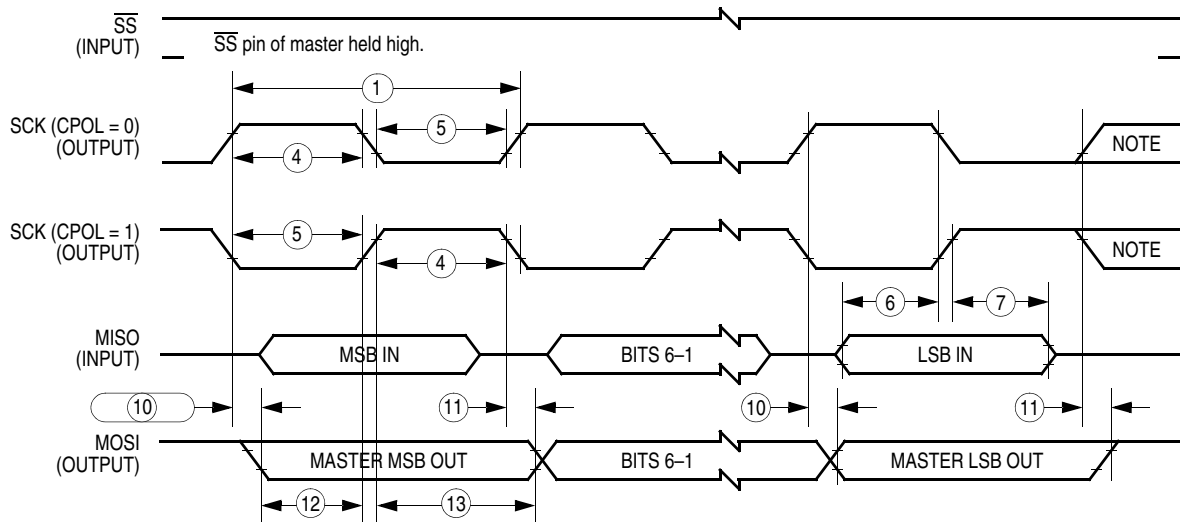 SS
(INPUT)
SS pin of master held high.
1
SCK (CPOL = 0)
(OUTPUT)
5
4
NOTE
SCK (CPOL = 1)
(OUTPUT)
5
4
NOTE
6
7
MISO
(INPUT)
MSB IN
BITS 6–1
LSB IN
10
11
10
11
MOSI
(OUTPUT)
MASTER MSB OUT
BITS 6–1
MASTER LSB OUT
12
13